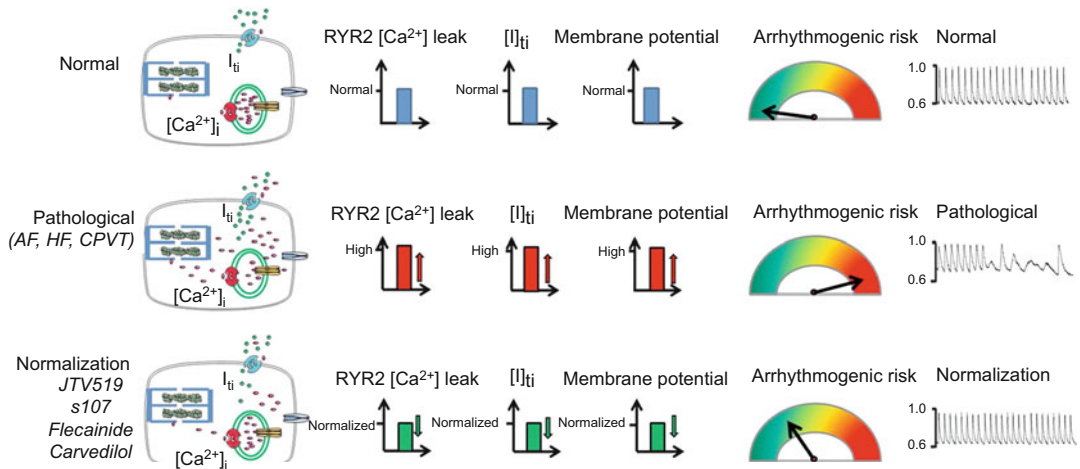 Normal
I_ti
[Ca²⁺]_i
RYR2 [Ca²⁺] leak
Normal
[I]_ti
Normal
Membrane potential
Normal
Arrhythmogenic risk
Normal
1.0
0.6
Pathological
(AF, HF, CPVT)
I_ti
[Ca²⁺]_i
RYR2 [Ca²⁺] leak
High
[I]_ti
High
Membrane potential
High
Arrhythmogenic risk
Pathological
1.0
0.6
Normalization
JTV519
s107
Flecainide
Carvedilol
I_ti
[Ca²⁺]_i
RYR2 [Ca²⁺] leak
Normalized
[I]_ti
Normalized
Membrane potential
Normalized
Arrhythmogenic risk
Normalization
1.0
0.6